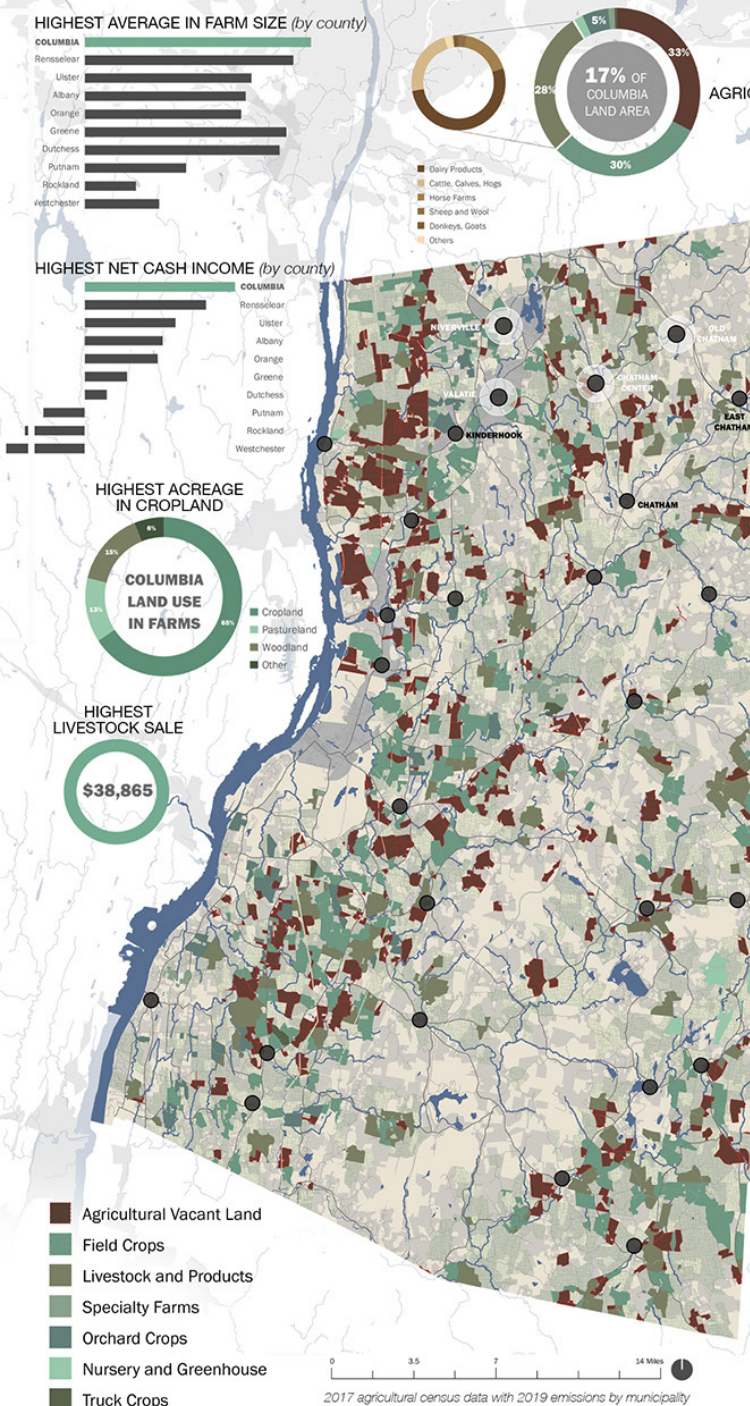 HIGHEST AVERAGE IN FARM SIZE (by county)
COLUMBIA
Rensselear
Ulster
Albany
Orange
Greene
Dutchess
Putnam
Rockland
Westchester
5%
33%
28%
30%
17% OF
COLUMBIA
LAND AREA
AGRIC
Dairy Products
Cattle, Calves, Hogs
Horse Farms
Sheep and Wool
Donkeys, Goats
Others
HIGHEST NET CASH INCOME (by county)
COLUMBIA
Rensselear
Ulster
Albany
Orange
Greene
Dutchess
Putnam
Rockland
Westchester
NIVERVILLE
OLD
CHATHAM
VALATIE
CHATHAM
CENTER
EAST
CHATHAM
KINDERHOOK
CHATHAM
HIGHEST ACREAGE
IN CROPLAND
6%
15%
13%
65%
COLUMBIA
LAND USE
IN FARMS
Cropland
Pastureland
Woodland
Other
HIGHEST
LIVESTOCK SALE
$38,865
Agricultural Vacant Land
Field Crops
Livestock and Products
Specialty Farms
Orchard Crops
Nursery and Greenhouse
Truck Crops
0 3.5 7 14 Miles
2017 agricultural census data with 2019 emissions by municipality